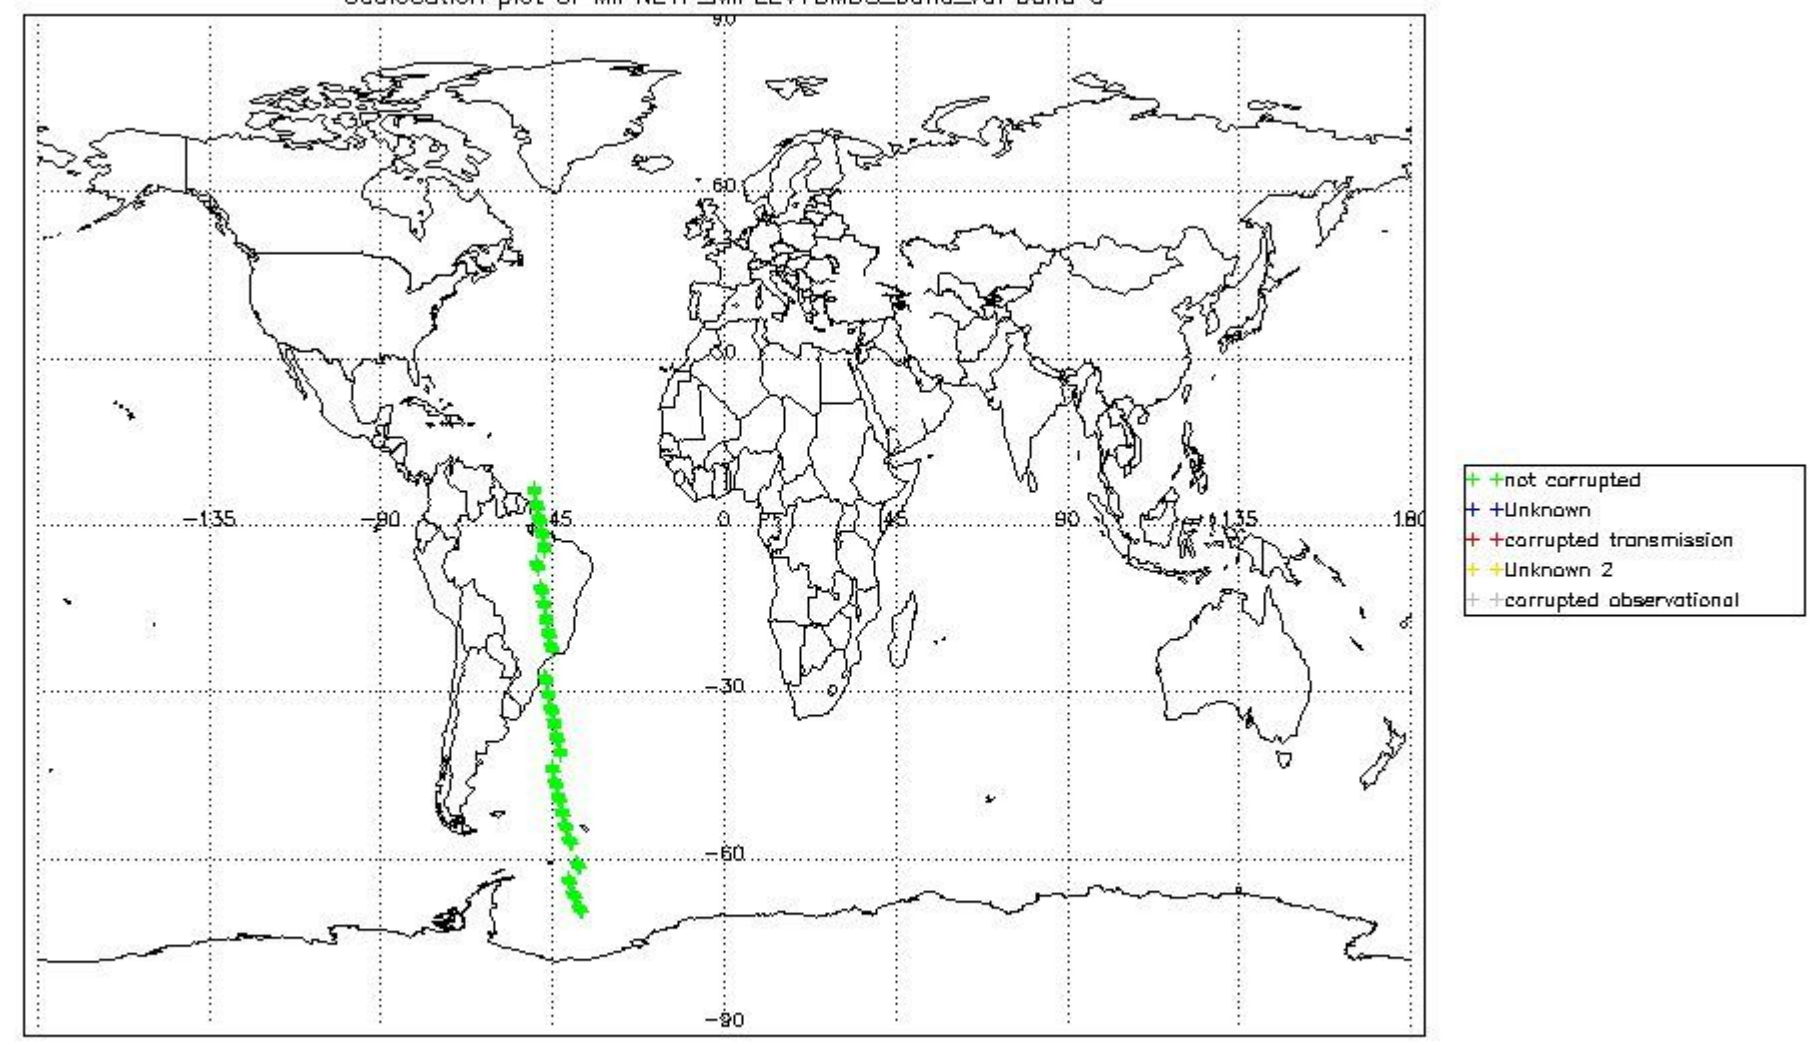 90
60
30
-135
-90
-45
0
45
90
135
180
-30
-60
-90
not corrupted
Unknown
corrupted transmission
Unknown 2
corrupted observational